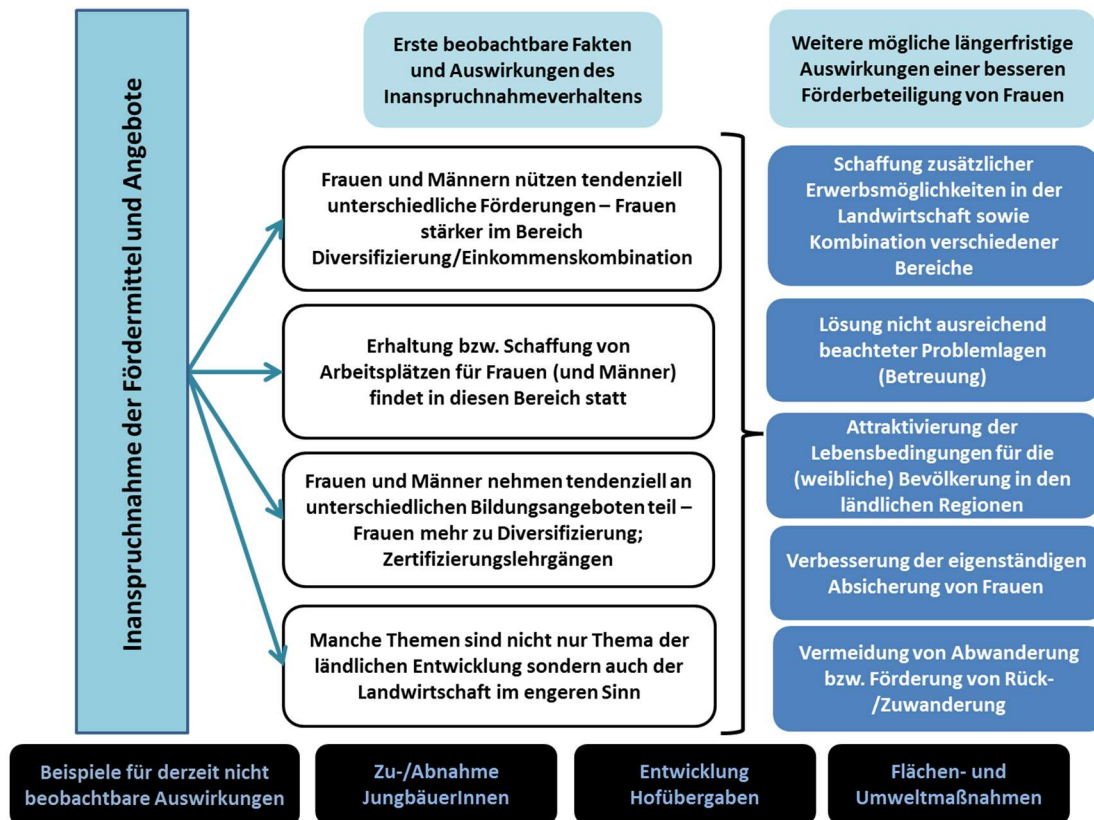 Inanspruchnahme der Fördermittel und Angebote
Erste beobachtbare Fakten
und Auswirkungen des
Inanspruchnahmeverhaltens
Weitere mögliche längerfristige
Auswirkungen einer besseren
Förderbeteiligung von Frauen
Frauen und Männern nützen tendenziell
unterschiedliche Förderungen – Frauen
stärker im Bereich
Diversifizierung/Einkommenskombination
Erhaltung bzw. Schaffung von
Arbeitsplätzen für Frauen (und Männer)
findet in diesen Bereich statt
Frauen und Männer nehmen tendenziell an
unterschiedlichen Bildungsangeboten teil –
Frauen mehr zu Diversifizierung;
Zertifizierungslehrgängen
Manche Themen sind nicht nur Thema der
ländlichen Entwicklung sondern auch der
Landwirtschaft im engeren Sinn
Schaffung zusätzlicher
Erwerbsmöglichkeiten in der
Landwirtschaft sowie
Kombination verschiedener
Bereiche
Lösung nicht ausreichend
beachteter Problemlagen
(Betreuung)
Attraktivierung der
Lebensbedingungen für die
(weibliche) Bevölkerung in den
ländlichen Regionen
Verbesserung der eigenständigen
Absicherung von Frauen
Vermeidung von Abwanderung
bzw. Förderung von Rück-
/Zuwanderung
Beispiele für derzeit nicht
beobachtbare Auswirkungen
Zu-/Abnahme
JungbäuerInnen
Entwicklung
Hofübergaben
Flächen- und
Umweltmaßnahmen